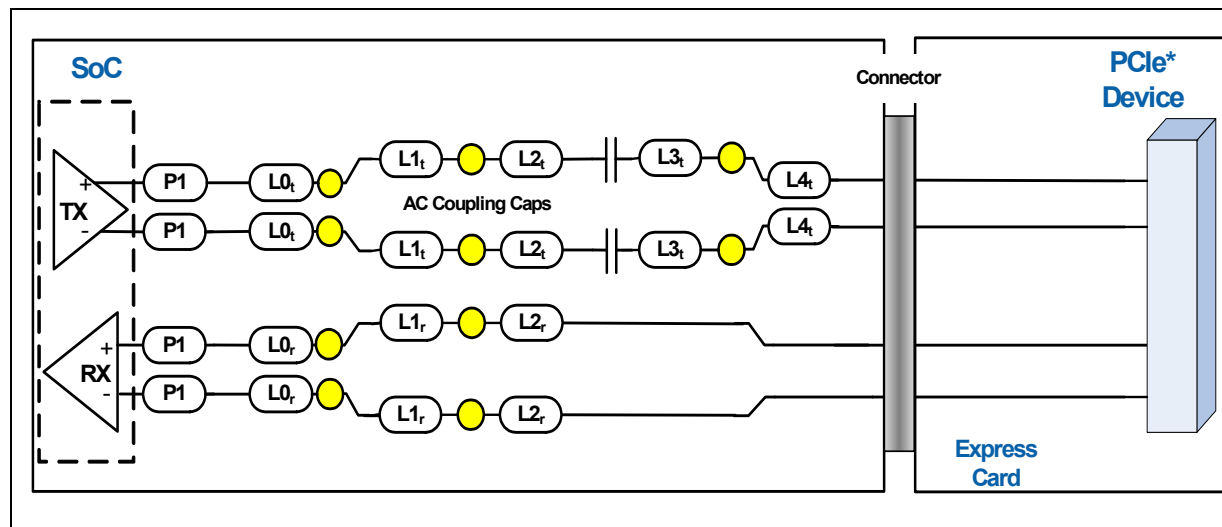 SoC
Connector
PCIe*
Device
L1t L2t L3t
P1 L0t L4t
+
TX AC Coupling Caps
-
P1 L0t L4t
L1t L2t L3t
L1r L2r
P1 L0r
+
RX
-
P1 L0r
L1r L2r
Express
Card